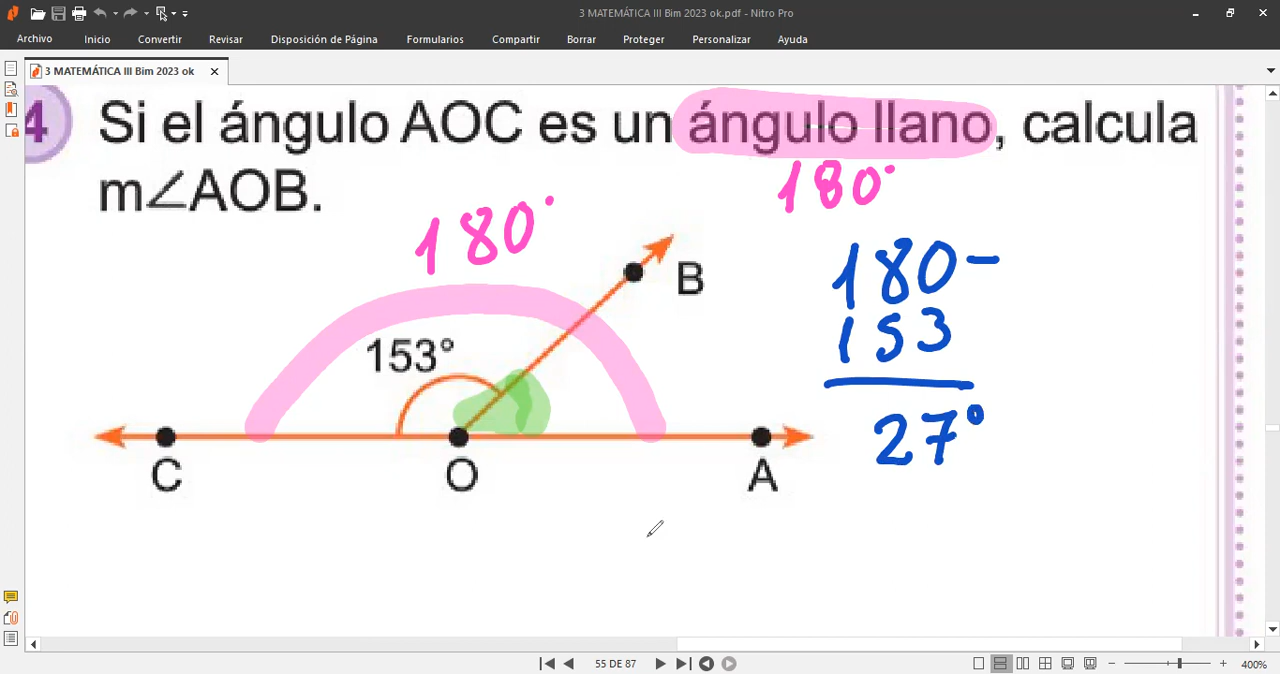 3 MATEMÁTICA III Bim 2023 ok.pdf - Nitro Pro
Archivo Inicio Convertir Revisar Disposición de Página Formularios Compartir Borrar Proteger Personalizar Ayuda
3 MATEMÁTICA III Bim 2023 ok
4 Si el ángulo AOC es un ángulo llano, calcula
m∠AOB.
180°
180°
B
153°
C
O
A
180-
153
27°
55 DE 87
400%